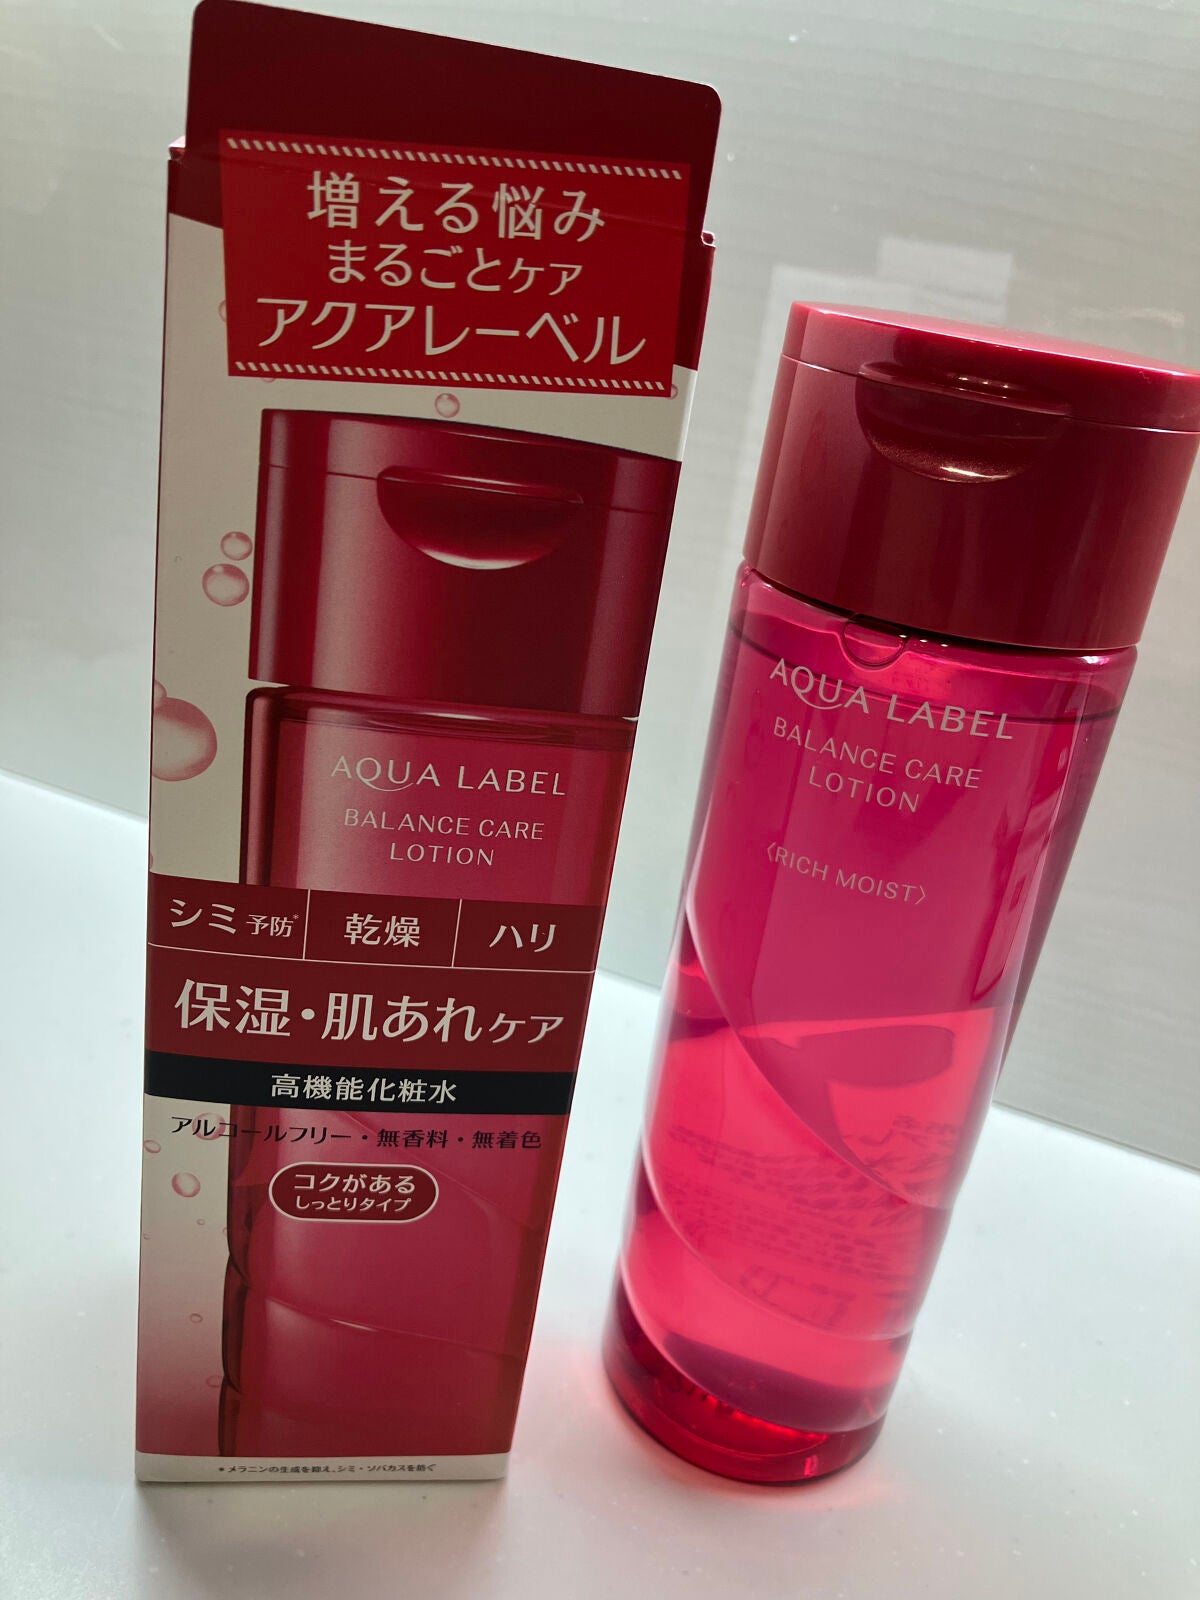 増える悩み
まるごとケア
アクアレーベル
AQUA LABEL
BALANCE CARE
LOTION
シミ予防* 乾燥 ハリ
保湿・肌あれケア
高機能化粧水
アルコールフリー・無香料・無着色
コクがある
しっとりタイプ
*メラニンの生成を抑え、シミ・ソバカスを防ぐ
AQUA LABEL
BALANCE CARE
LOTION
〈RICH MOIST〉